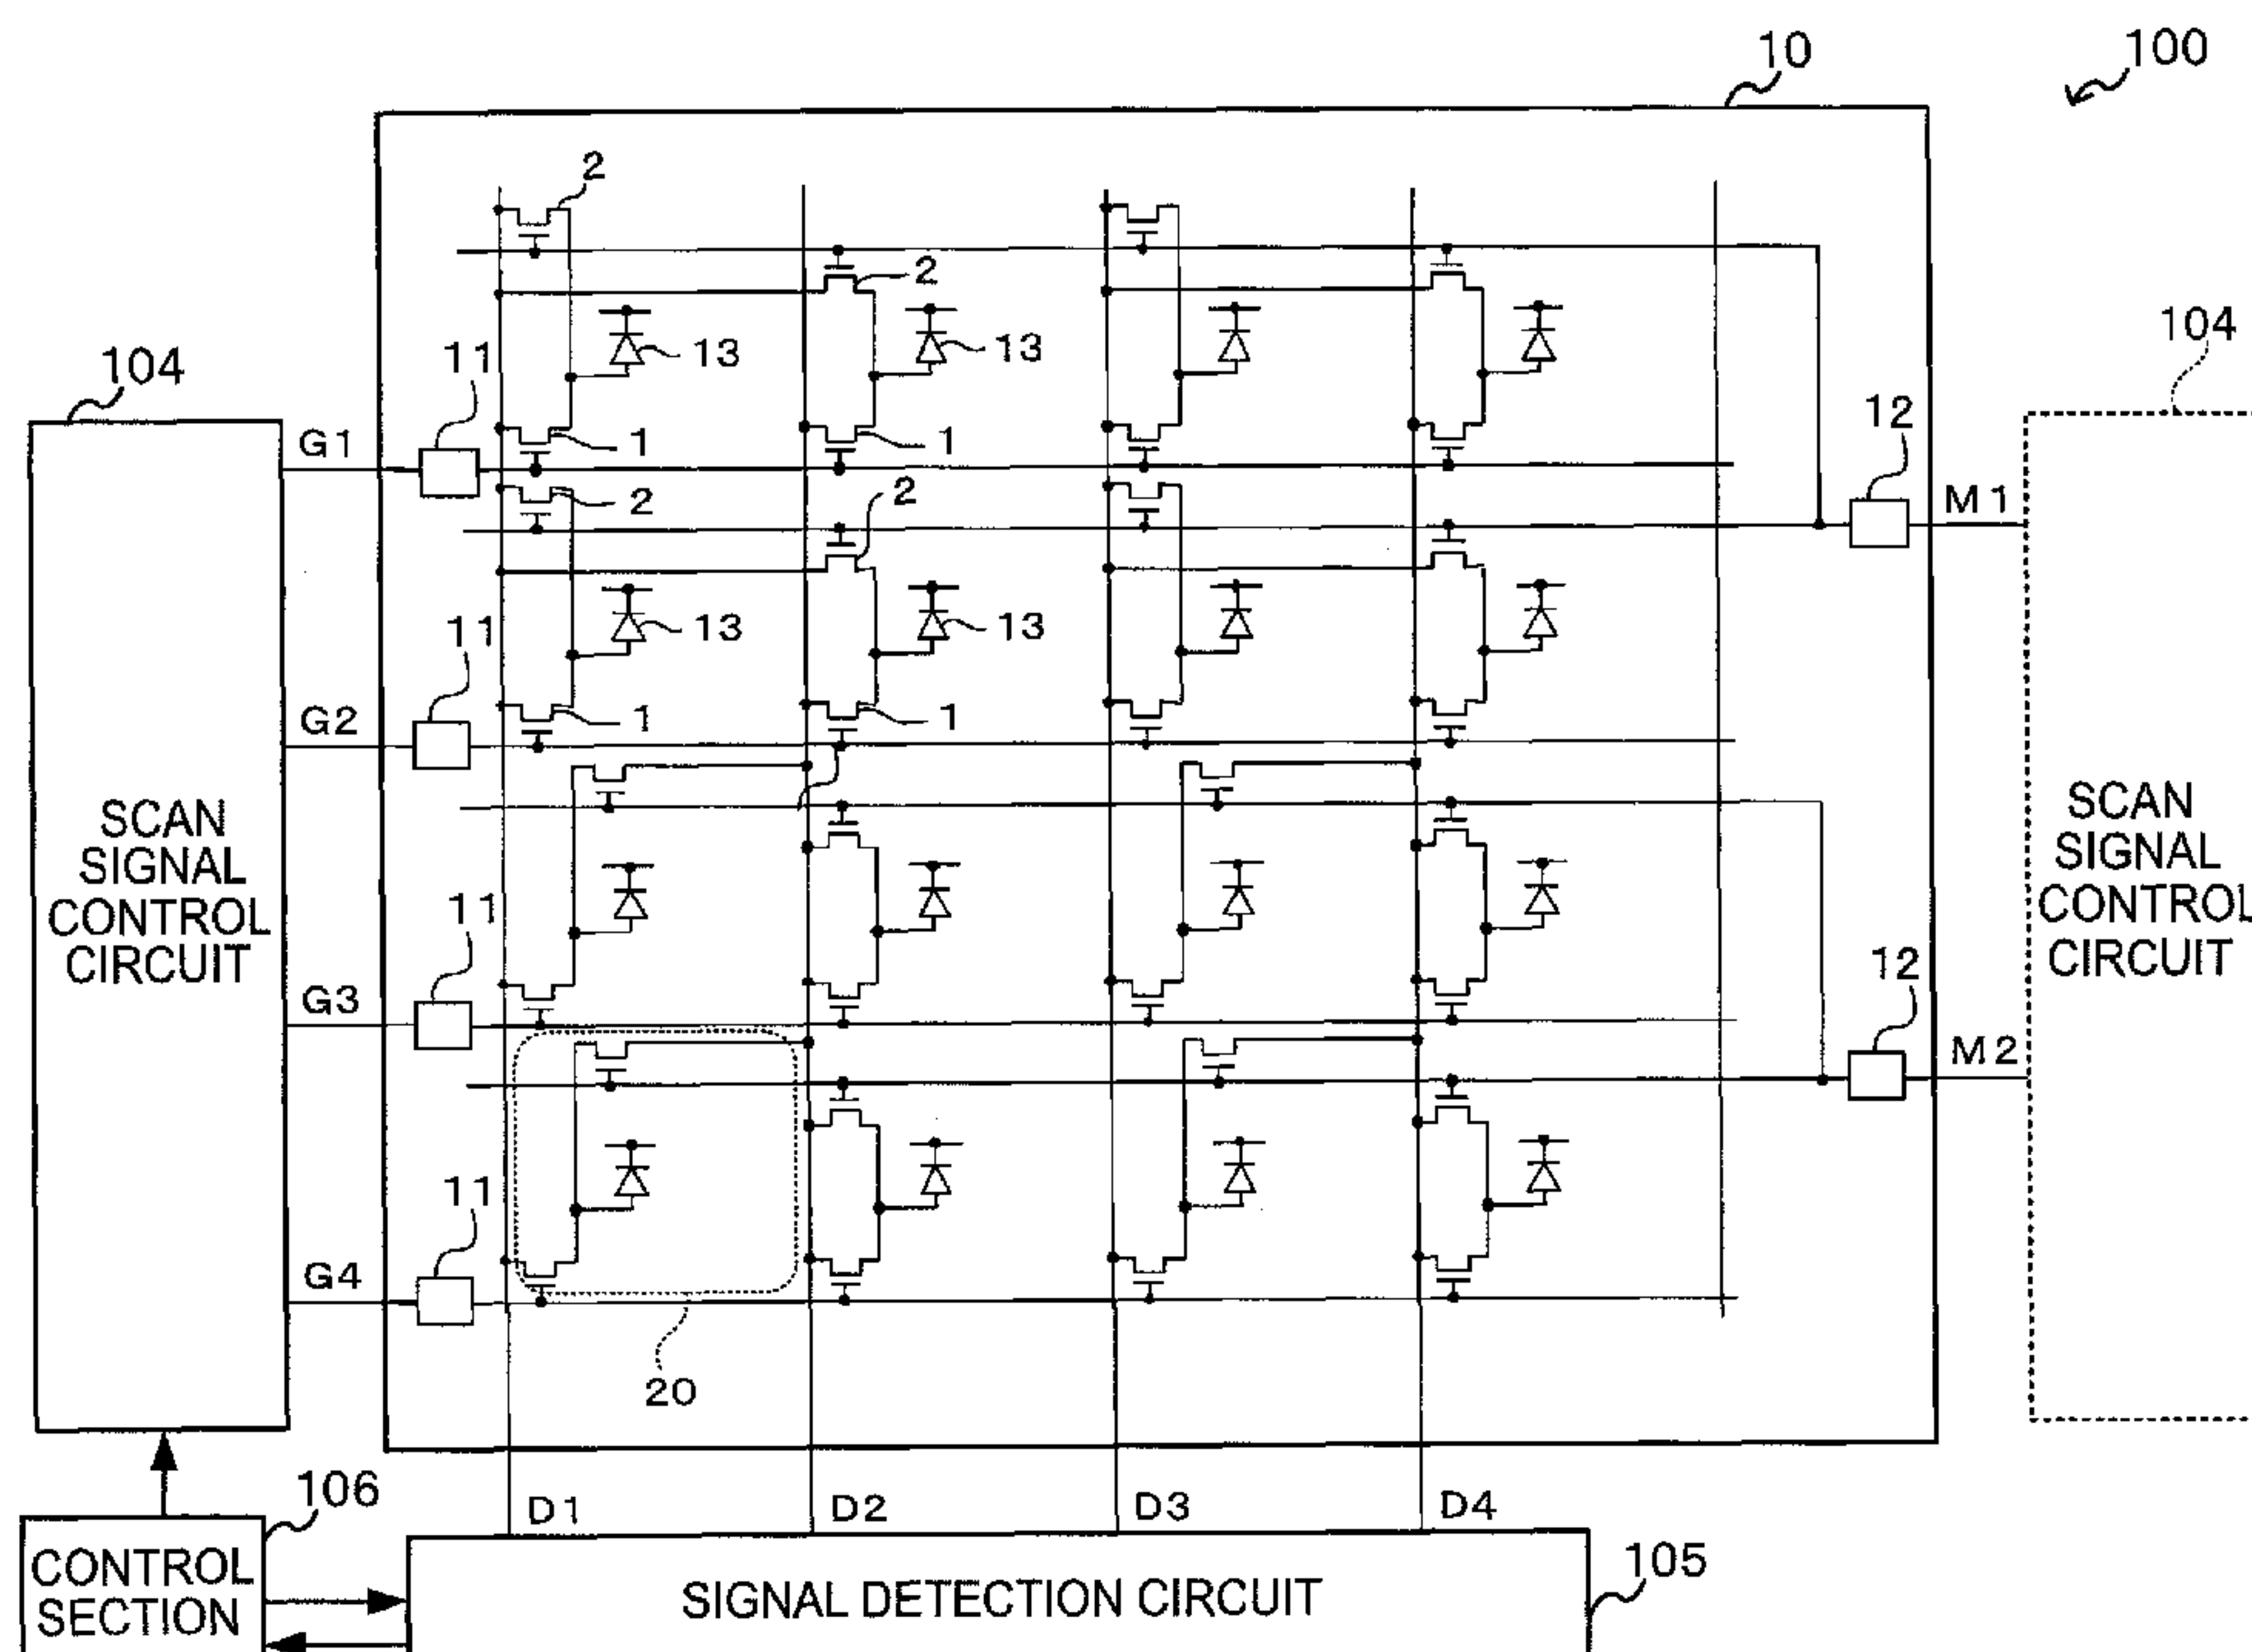 10
100
2
2
104
11
13
13
104
G1
1
1
12
2
2
M1
11
13
13
G2
1
1
SCAN
SIGNAL
CONTROL
CIRCUIT
SCAN
SIGNAL
CONTROL
CIRCUIT
11
12
G3
M2
11
G4
20
106
D1
D2
D3
D4
CONTROL
SECTION
SIGNAL DETECTION CIRCUIT
105